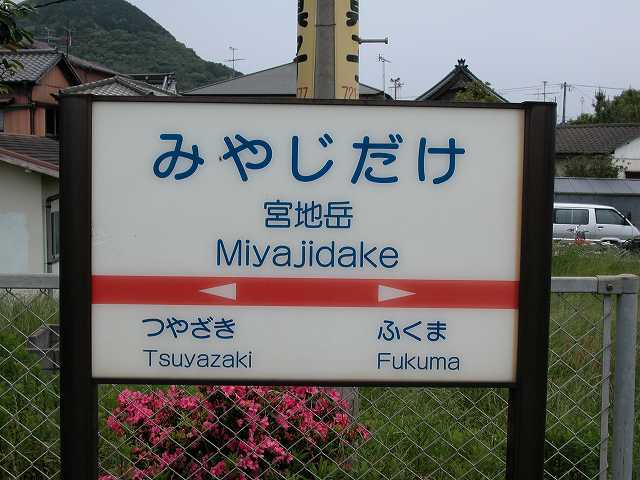 みやじだけ
宮地岳
Miyajidake
つやざき ふくま
Tsuyazaki Fukuma